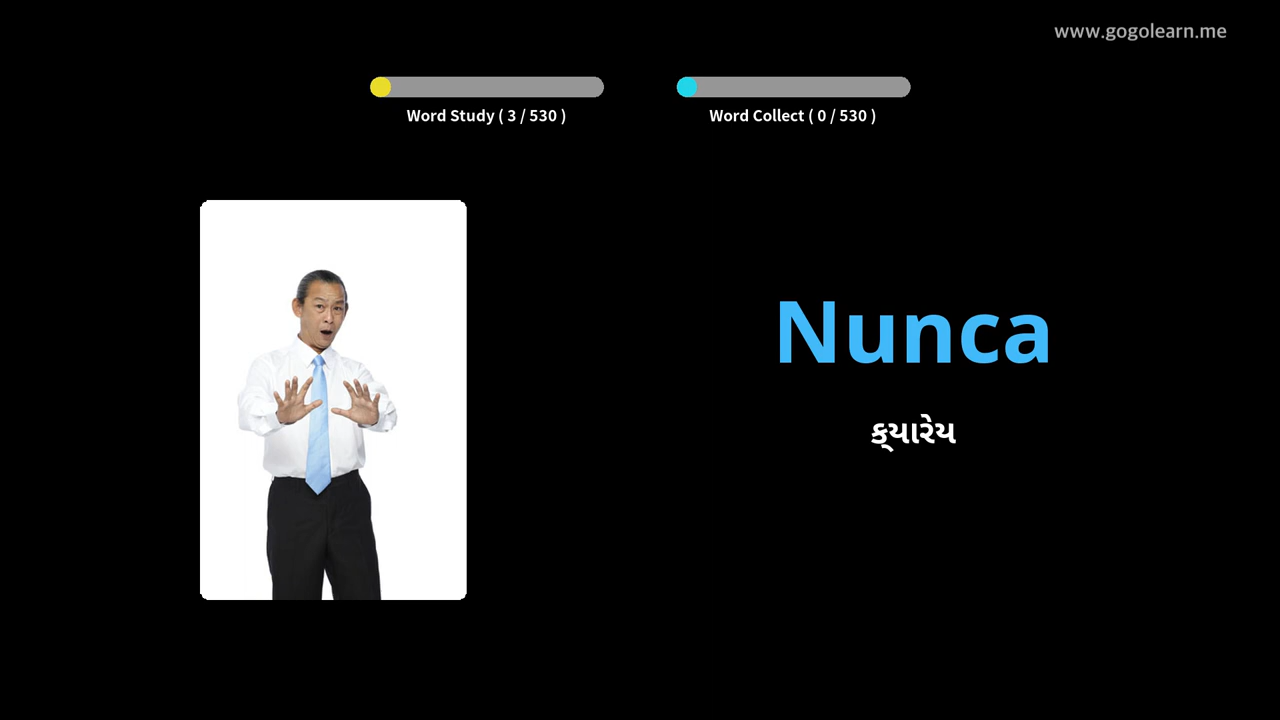 www.gogolearn.me
Word Study ( 3 / 530 )
Word Collect ( 0 / 530 )
Nunca
ક્યારેય